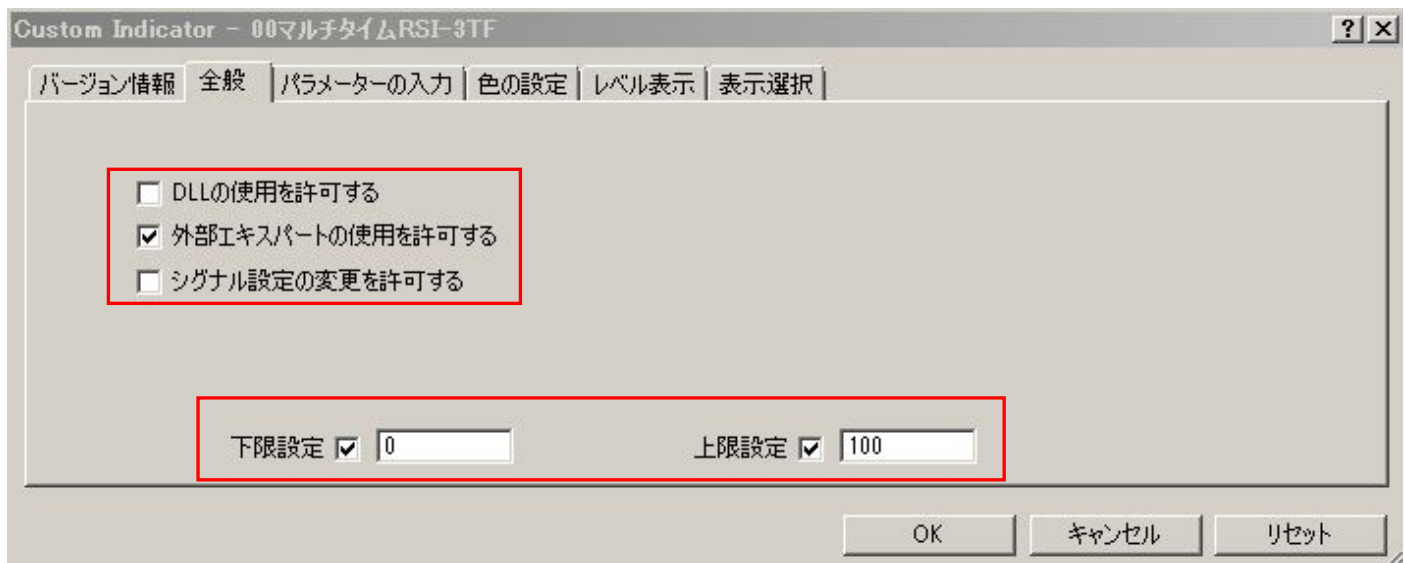 Custom Indicator - 00マルチタイムRSI-3TF
バージョン情報 全般 パラメーターの入力 色の設定 レベル表示 表示選択
DLLの使用を許可する
外部エキスパートの使用を許可する
シグナル設定の変更を許可する
下限設定 0 上限設定 100
OK キャンセル リセット